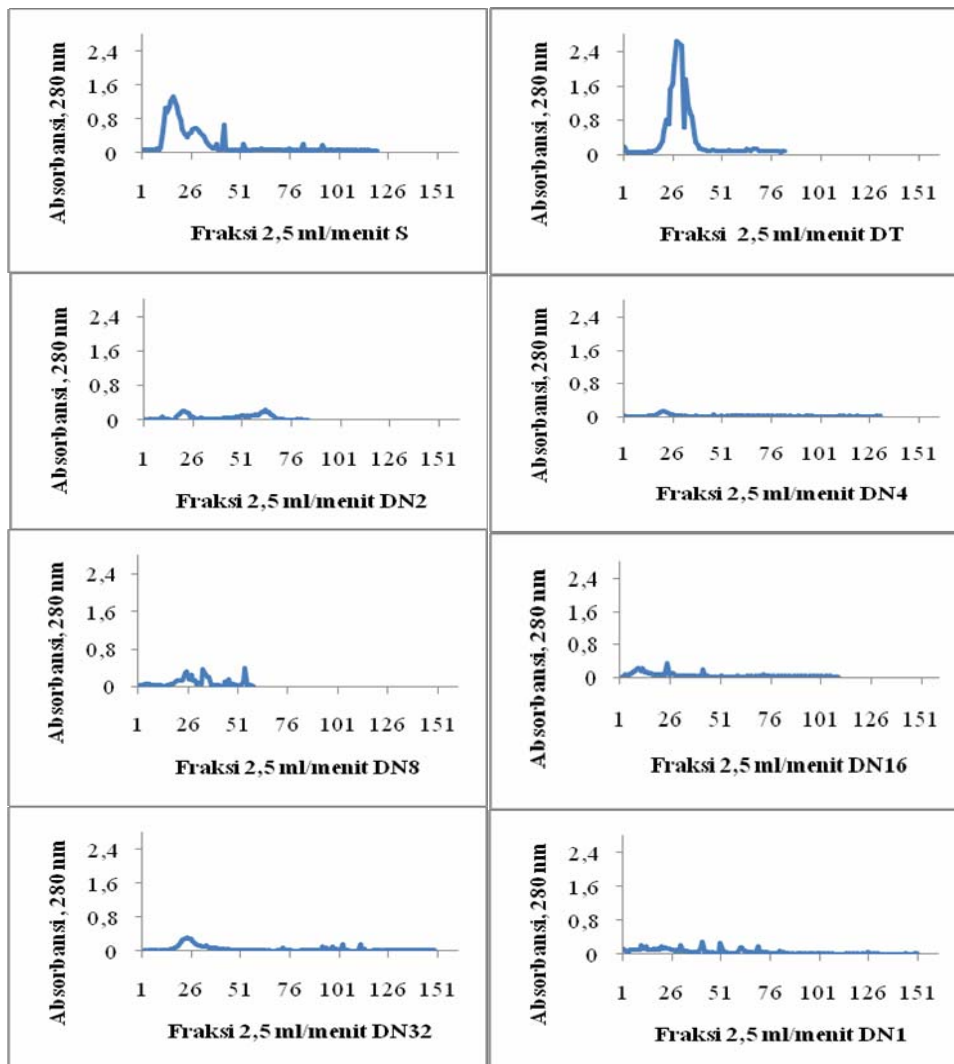 Absorbansi, 280 nm
2,4
1,6
0,8
0
1 26 51 76 101 126 151
Fraksi 2,5 ml/menit S
Absorbansi, 280 nm
2,4
1,6
0,8
0
1 26 51 76 101 126 151
Fraksi 2,5 ml/menit DT
Absorbansi, 280 nm
2,4
1,6
0,8
0
1 26 51 76 101 126 151
Fraksi 2,5 ml/menit DN2
Absorbansi, 280 nm
2,4
1,6
0,8
0
1 26 51 76 101 126 151
Fraksi 2,5 ml/menit DN4
Absorbansi, 280 nm
2,4
1,6
0,8
0
1 26 51 76 101 126 151
Fraksi 2,5 ml/menit DN8
Absorbansi, 280 nm
2,4
1,6
0,8
0
1 26 51 76 101 126 151
Fraksi 2,5 ml/menit DN16
Absorbansi, 280 nm
2,4
1,6
0,8
0
1 26 51 76 101 126 151
Fraksi 2,5 ml/menit DN32
Absorbansi, 280 nm
2,4
1,6
0,8
0
1 26 51 76 101 126 151
Fraksi 2,5 ml/menit DN1